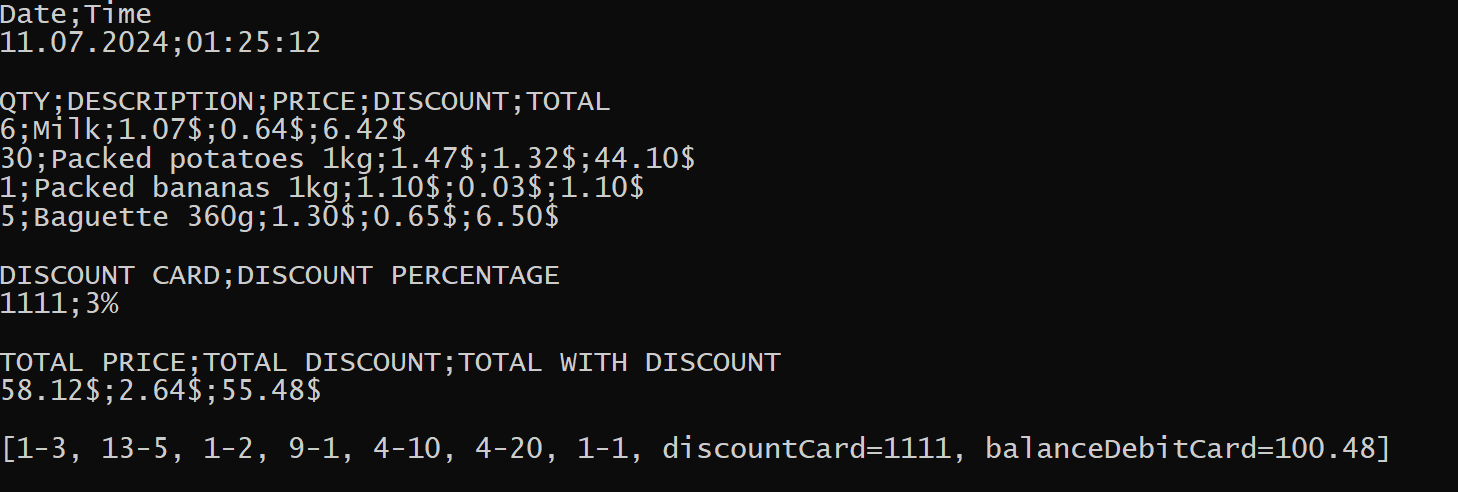 Date;Time
11.07.2024;01:25:12
QTY;DESCRIPTION;PRICE;DISCOUNT;TOTAL
6;Milk;1.07$;0.64$;6.42$
30;Packed potatoes 1kg;1.47$;1.32$;44.10$
1;Packed bananas 1kg;1.10$;0.03$;1.10$
5;Baguette 360g;1.30$;0.65$;6.50$
DISCOUNT CARD;DISCOUNT PERCENTAGE
1111;3%
TOTAL PRICE;TOTAL DISCOUNT;TOTAL WITH DISCOUNT
58.12$;2.64$;55.48$
[1-3, 13-5, 1-2, 9-1, 4-10, 4-20, 1-1, discountCard=1111, balanceDebitCard=100.48]